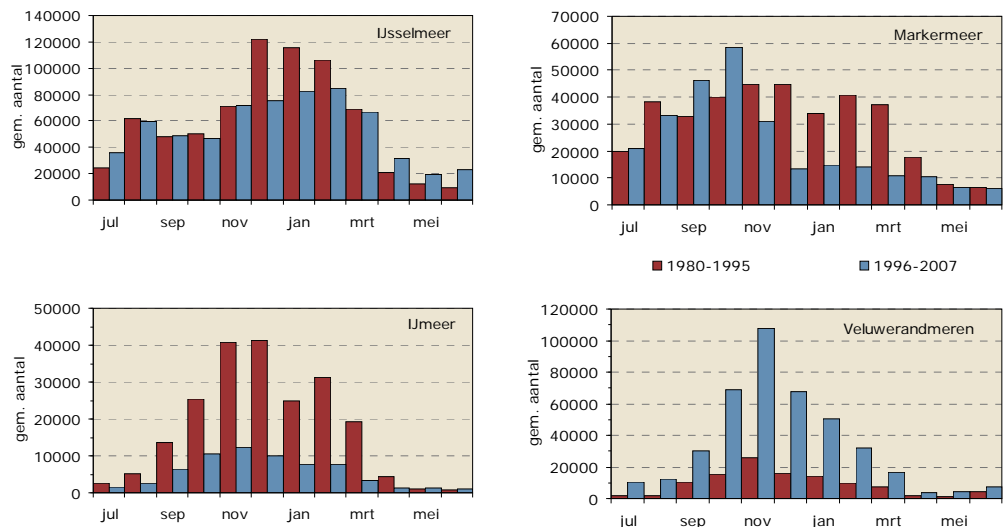 IJsselmeer
gem. aantal
140000
120000
100000
80000
60000
40000
20000
0
jul sep nov jan mrt mei
Markermeer
gem. aantal
70000
60000
50000
40000
30000
20000
10000
0
jul sep nov jan mrt mei
1980-1995 1996-2007
IJmeer
gem. aantal
50000
40000
30000
20000
10000
0
jul sep nov jan mrt mei
Veluwerandmeren
gem. aantal
120000
100000
80000
60000
40000
20000
0
jul sep nov jan mrt mei